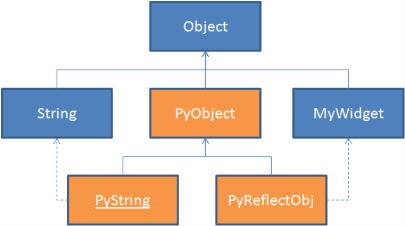 Object
String
PyObject
MyWidget
PyString
PyReflectObj